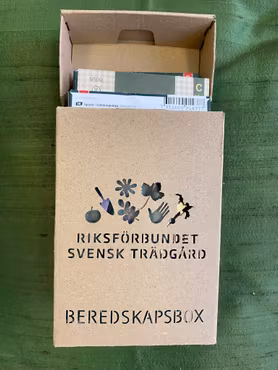 C
RIKSFÖRBUNDET
SVENSK TRÄDGÅRD
BEREDSKAPSBOX